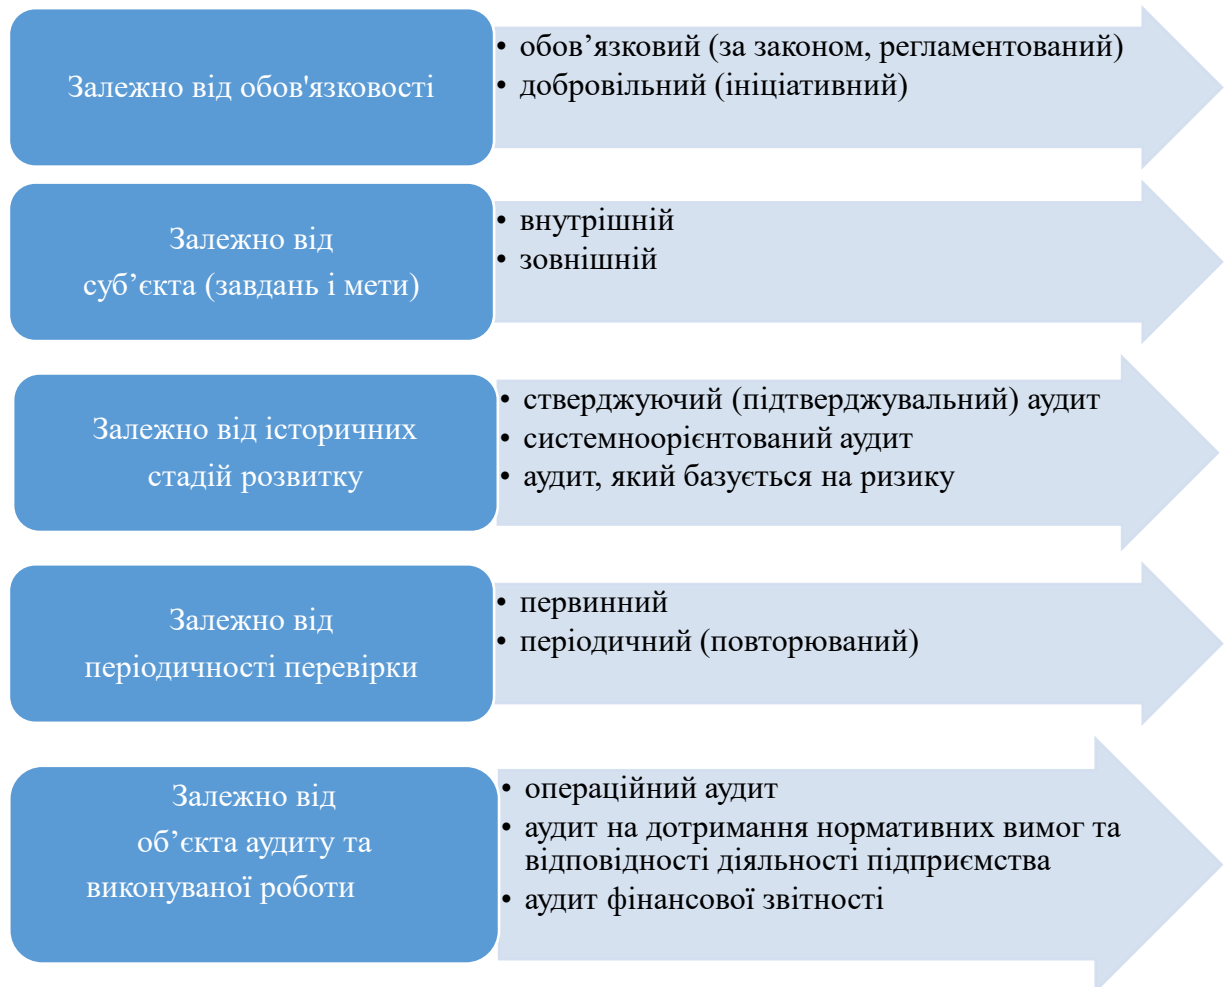 Залежно від обов'язковості
• обов’язковий (за законом, регламентований)
• добровільний (ініціативний)
Залежно від
суб’єкта (завдань і мети)
• внутрішній
• зовнішній
Залежно від історичних
стадій розвитку
• стверджуючий (підтверджувальний) аудит
• системноорієнтований аудит
• аудит, який базується на ризику
Залежно від
періодичності перевірки
• первинний
• періодичний (повторюваний)
Залежно від
об’єкта аудиту та
виконуваної роботи
• операційний аудит
• аудит на дотримання нормативних вимог та
відповідності діяльності підприємства
• аудит фінансової звітності